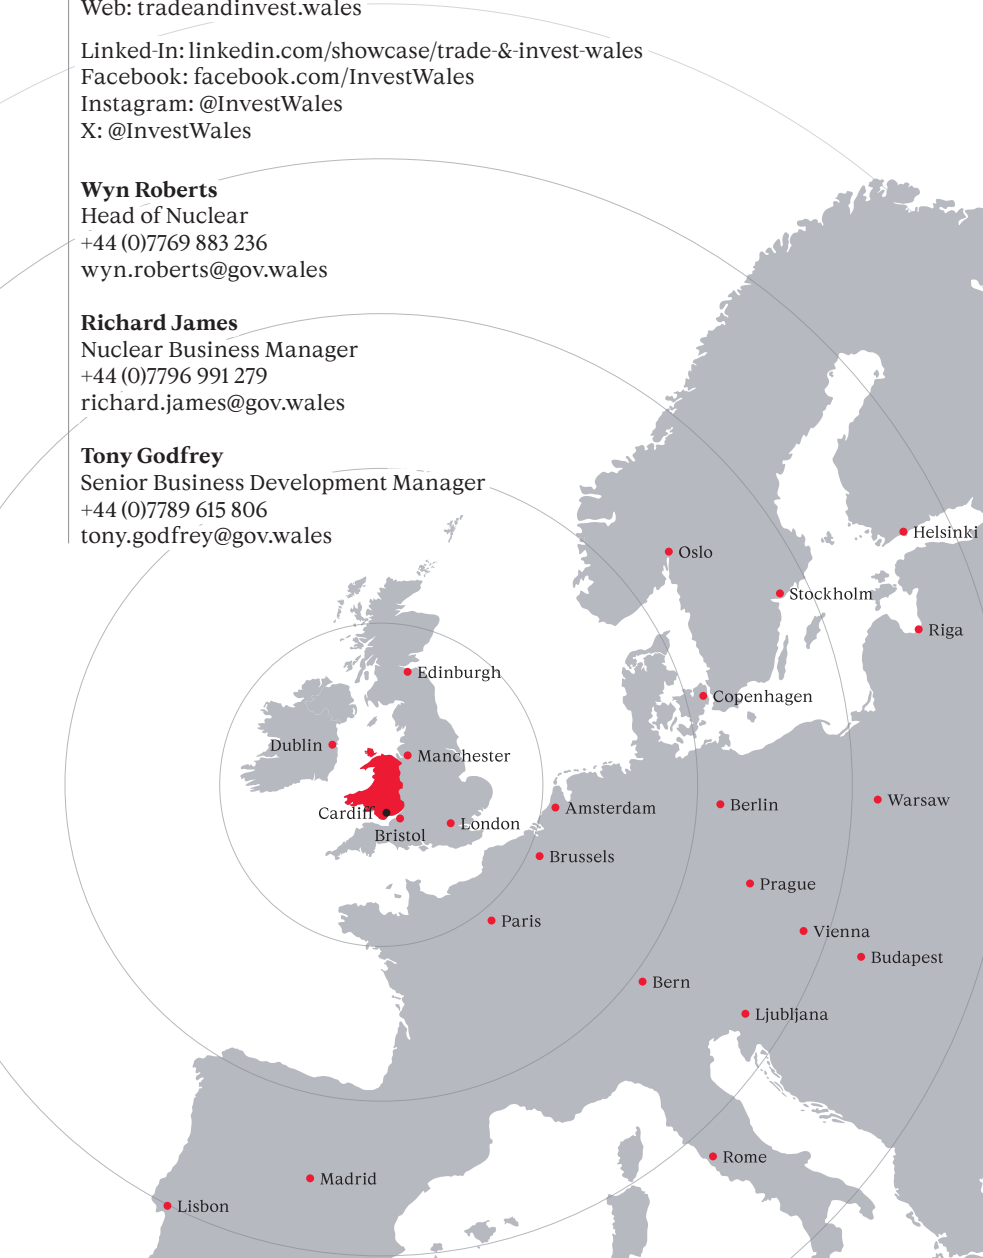 Web: tradeandinvest.wales
Linked-In: linkedin.com/showcase/trade-&-invest-wales
Facebook: facebook.com/InvestWales
Instagram: @InvestWales
X: @InvestWales
Wyn Roberts
Head of Nuclear
+44 (0)7769 883 236
wyn.roberts@gov.wales
Richard James
Nuclear Business Manager
+44 (0)7796 991 279
richard.james@gov.wales
Tony Godfrey
Senior Business Development Manager
+44 (0)7789 615 806
tony.godfrey@gov.wales
Helsinki
Oslo
Stockholm
Riga
Edinburgh
Copenhagen
Dublin
Manchester
Cardiff
Bristol
London
Amsterdam
Berlin
Warsaw
Brussels
Prague
Paris
Vienna
Budapest
Bern
Ljubljana
Rome
Madrid
Lisbon